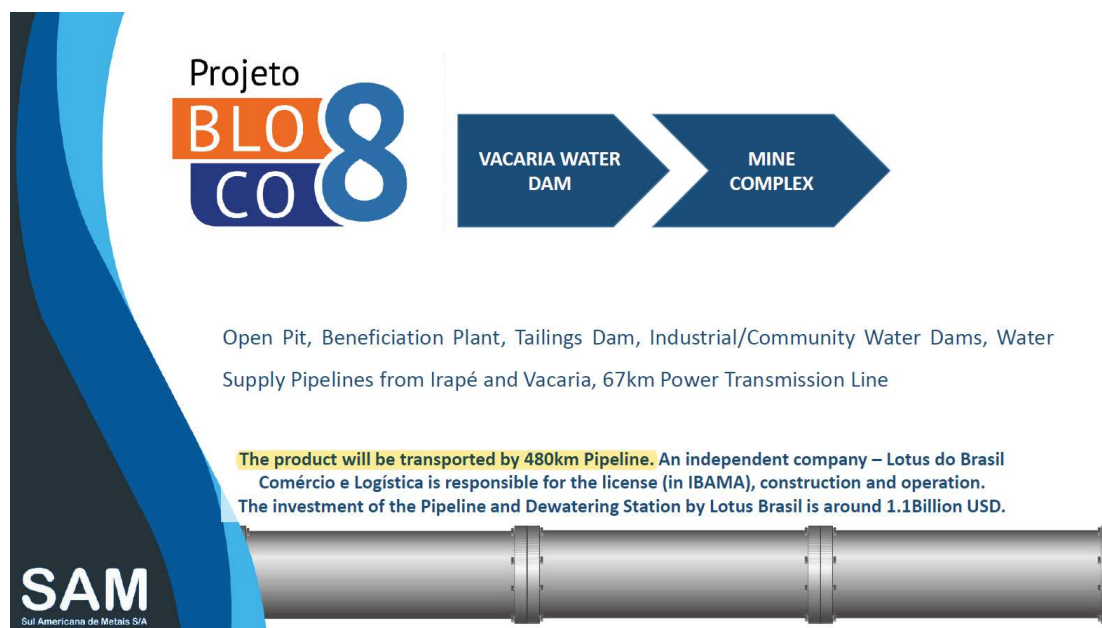 Projeto
BLO
CO 8
VACARIA WATER
DAM
MINE
COMPLEX
Open Pit, Beneficiation Plant, Tailings Dam, Industrial/Community Water Dams, Water
Supply Pipelines from Irapé and Vacaria, 67km Power Transmission Line
The product will be transported by 480km Pipeline. An independent company – Lotus do Brasil
Comércio e Logística is responsible for the license (in IBAMA), construction and operation.
The investment of the Pipeline and Dewatering Station by Lotus Brasil is around 1.1Billion USD.
SAM
Sul Americana de Metais S/A